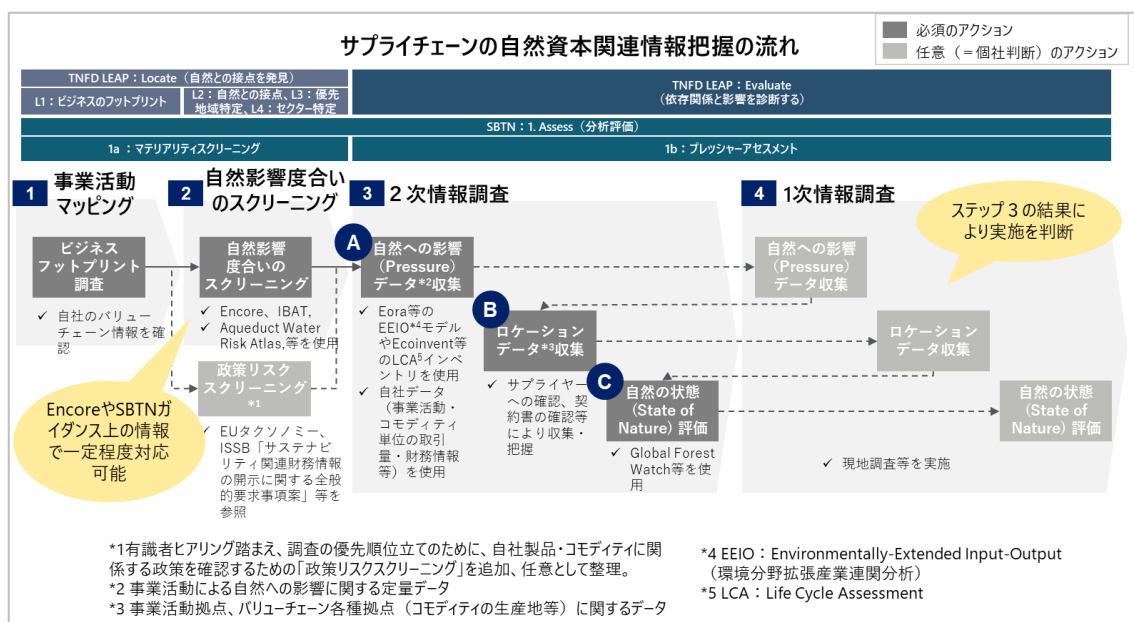 サプライチェーンの自然資本関連情報把握の流れ
必須のアクション
任意（＝個社判断）のアクション
TNFD LEAP：Locate（自然との接点を発見）
L1：ビジネスのフットプリント
L2：自然との接点、L3：優先
地域特定、L4：セクター特定
TNFD LEAP：Evaluate
（依存関係と影響を診断する）
SBTN：1. Assess（分析評価）
1a ：マテリアリティスクリーニング
1b：プレッシャーアセスメント
1 事業活動
マッピング
ビジネス
フットプリント
調査
✓ 自社のバリュー
チェーン情報を確
認
2 自然影響度合い
のスクリーニング
自然影響
度合いの
スクリーニング
✓ Encore、IBAT,
✓ Aqueduct Water
Risk Atlas,等を使用
政策リスク
スクリーニング
*1
✓ EUタクソノミー、
ISSB「サステナビ
リティ関連財務情報
の開示に関する全般
的要求事項案」等を
参照
EncoreやSBTNガ
イダンス上の情報
で一定程度対応
可能
3 ２次情報調査
A
自然への影響
（Pressure）
データ*2収集
✓ Eora等の
EEIO*4モデル
やEcoinvent等
のLCA5インベ
ントリを使用
✓ 自社データ
（事業活動・
コモディティ
単位の取引
量・財務情報
等）を使用
B
ロケーション
データ*3収集
✓ サプライヤー
への確認、契
約書の確認等
により収集・
把握
C
自然の状態
(State of
Nature) 評価
✓ Global Forest
Watch等を使
用
4 1次情報調査
ステップ３の結果に
より実施を判断
自然への影響
（Pressure）
データ収集
ロケーション
データ収集
自然の状態
(State of
Nature) 評価
✓ 現地調査等を実施
*1有識者ヒアリング踏まえ、調査の優先順位立てのために、自社製品・コモディティに関
係する政策を確認するための「政策リスクスクリーニング」を追加、任意として整理。
*2 事業活動による自然への影響に関する定量データ
*3 事業活動拠点、バリューチェーン各種拠点（コモディティの生産地等）に関するデータ
*4 EEIO：Environmentally-Extended Input-Output
（環境分野拡張産業連関分析）
*5 LCA：Life Cycle Assessment